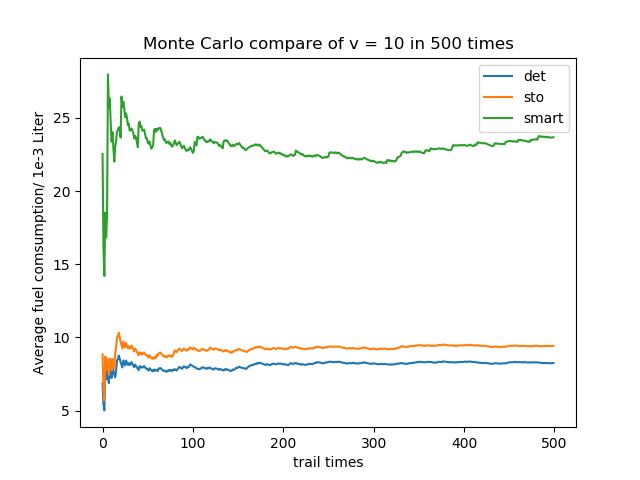 Monte Carlo compare of v = 10 in 500 times
det
sto
smart
Average fuel comsumption/ 1e-3 Liter
25
20
15
10
5
0
100
200
300
400
500
trail times